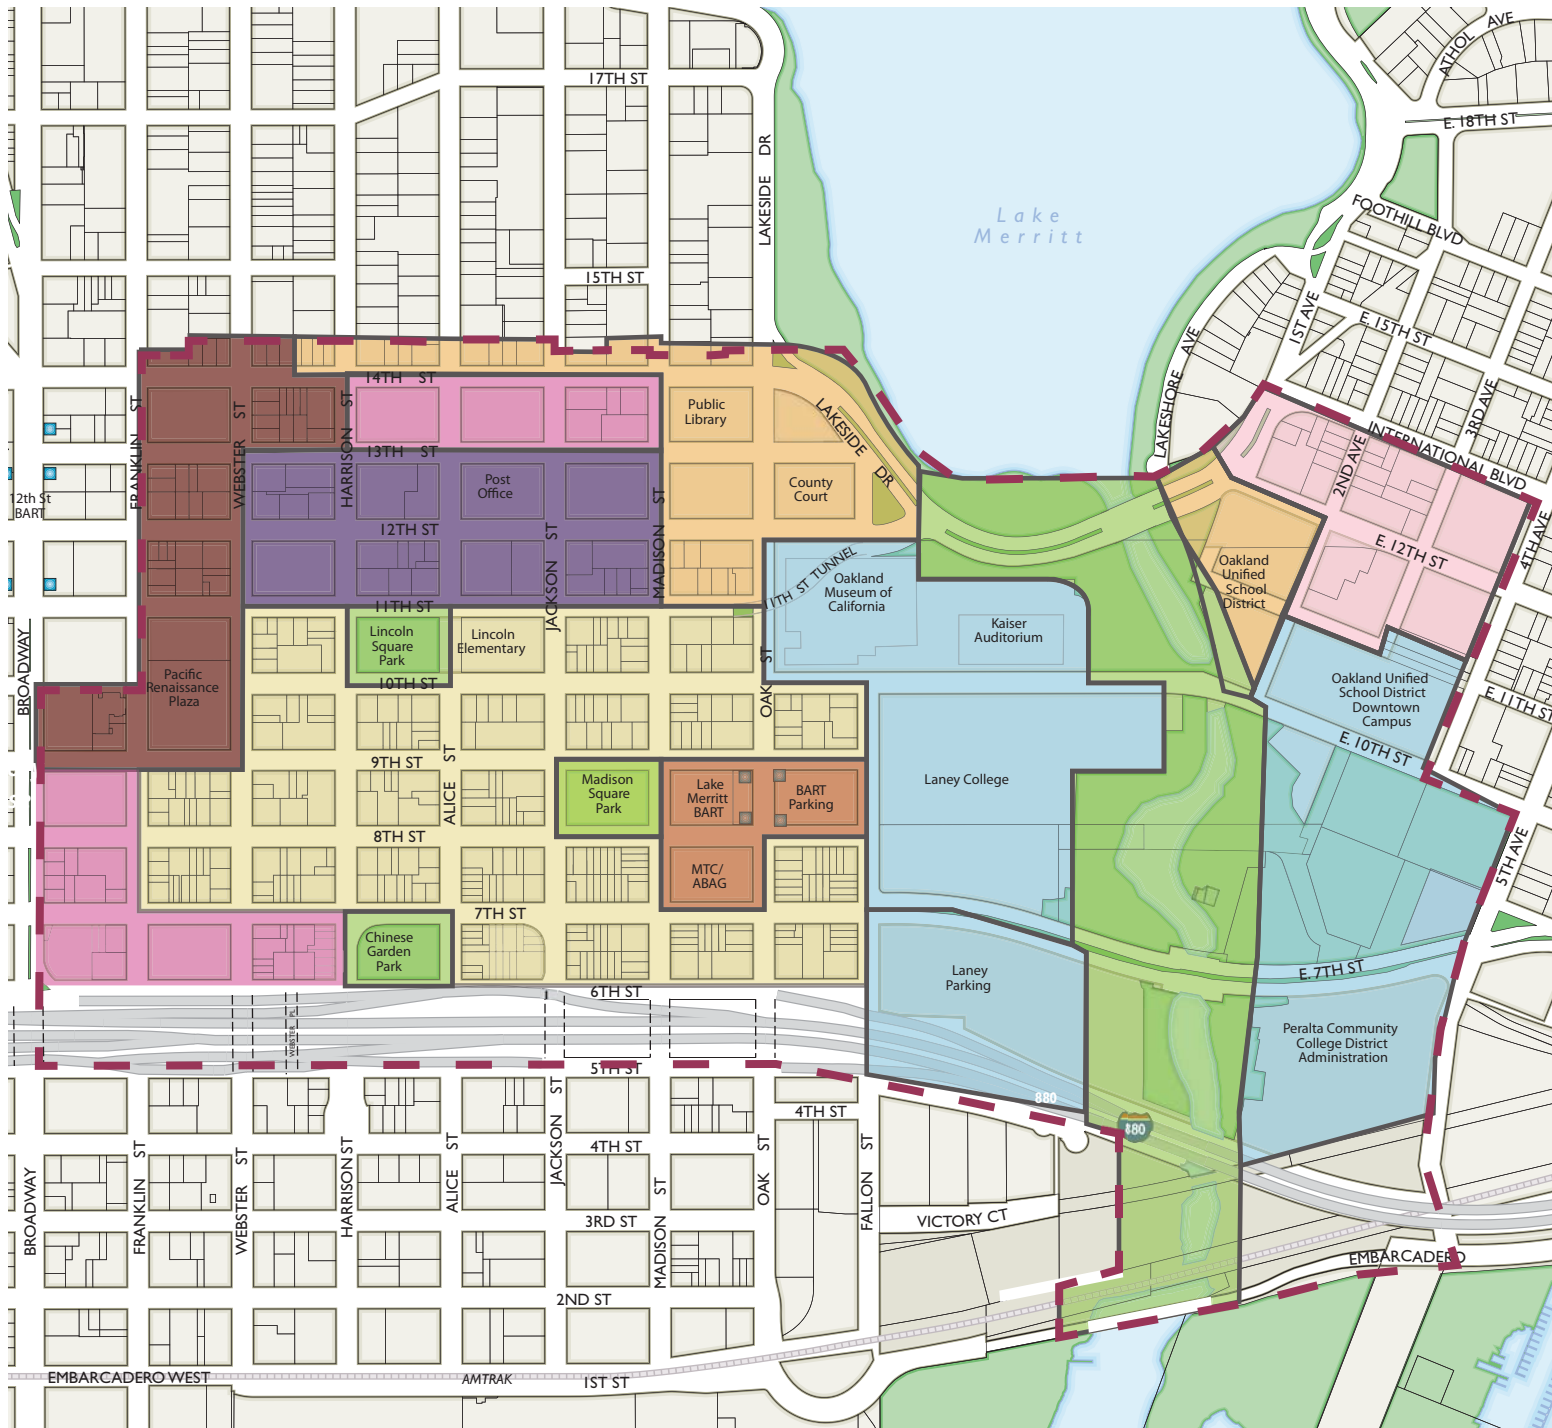 17TH ST
LAKESIDE DR
15TH ST
Lake
Merritt
ATHOL AVE
E. 18TH ST
FOOTHILL BLVD
1ST AVE
E. 15TH ST
LAKESHORE AVE
3RD AVE
INTERNATIONAL BLVD
2ND AVE
4TH AVE
E. 12TH ST
14TH ST
FRANKLIN ST
WEBSTER ST
HARRISON ST
13TH ST
Public
Library
LAKESIDE DR
County
Court
Post
Office
12th St
BART
12TH ST
JACKSON ST
MADISON ST
11TH ST TUNNEL
Oakland
Museum of
California
Kaiser
Auditorium
Oakland
Unified
School
District
11TH ST
Lincoln
Square
Park
Lincoln
Elementary
10TH ST
OAK ST
BROADWAY
Pacific
Renaissance
Plaza
Oakland Unified
School District
Downtown
Campus
E. 11TH ST
E. 10TH ST
9TH ST
ALICE ST
Madison
Square
Park
Lake
Merritt
BART
BART
Parking
Laney College
8TH ST
MTC/
ABAG
5TH AVE
7TH ST
Chinese
Garden
Park
Laney
Parking
E. 7TH ST
6TH ST
WEBSTER PL
Peralta Community
College District
Administration
5TH ST
880
880
4TH ST
4TH ST
BROADWAY
FRANKLIN ST
WEBSTER ST
HARRISON ST
ALICE ST
JACKSON ST
MADISON ST
OAK ST
FALLON ST
3RD ST
VICTORY CT
EMBARCADERO
2ND ST
EMBARCADERO WEST
AMTRAK
1ST ST